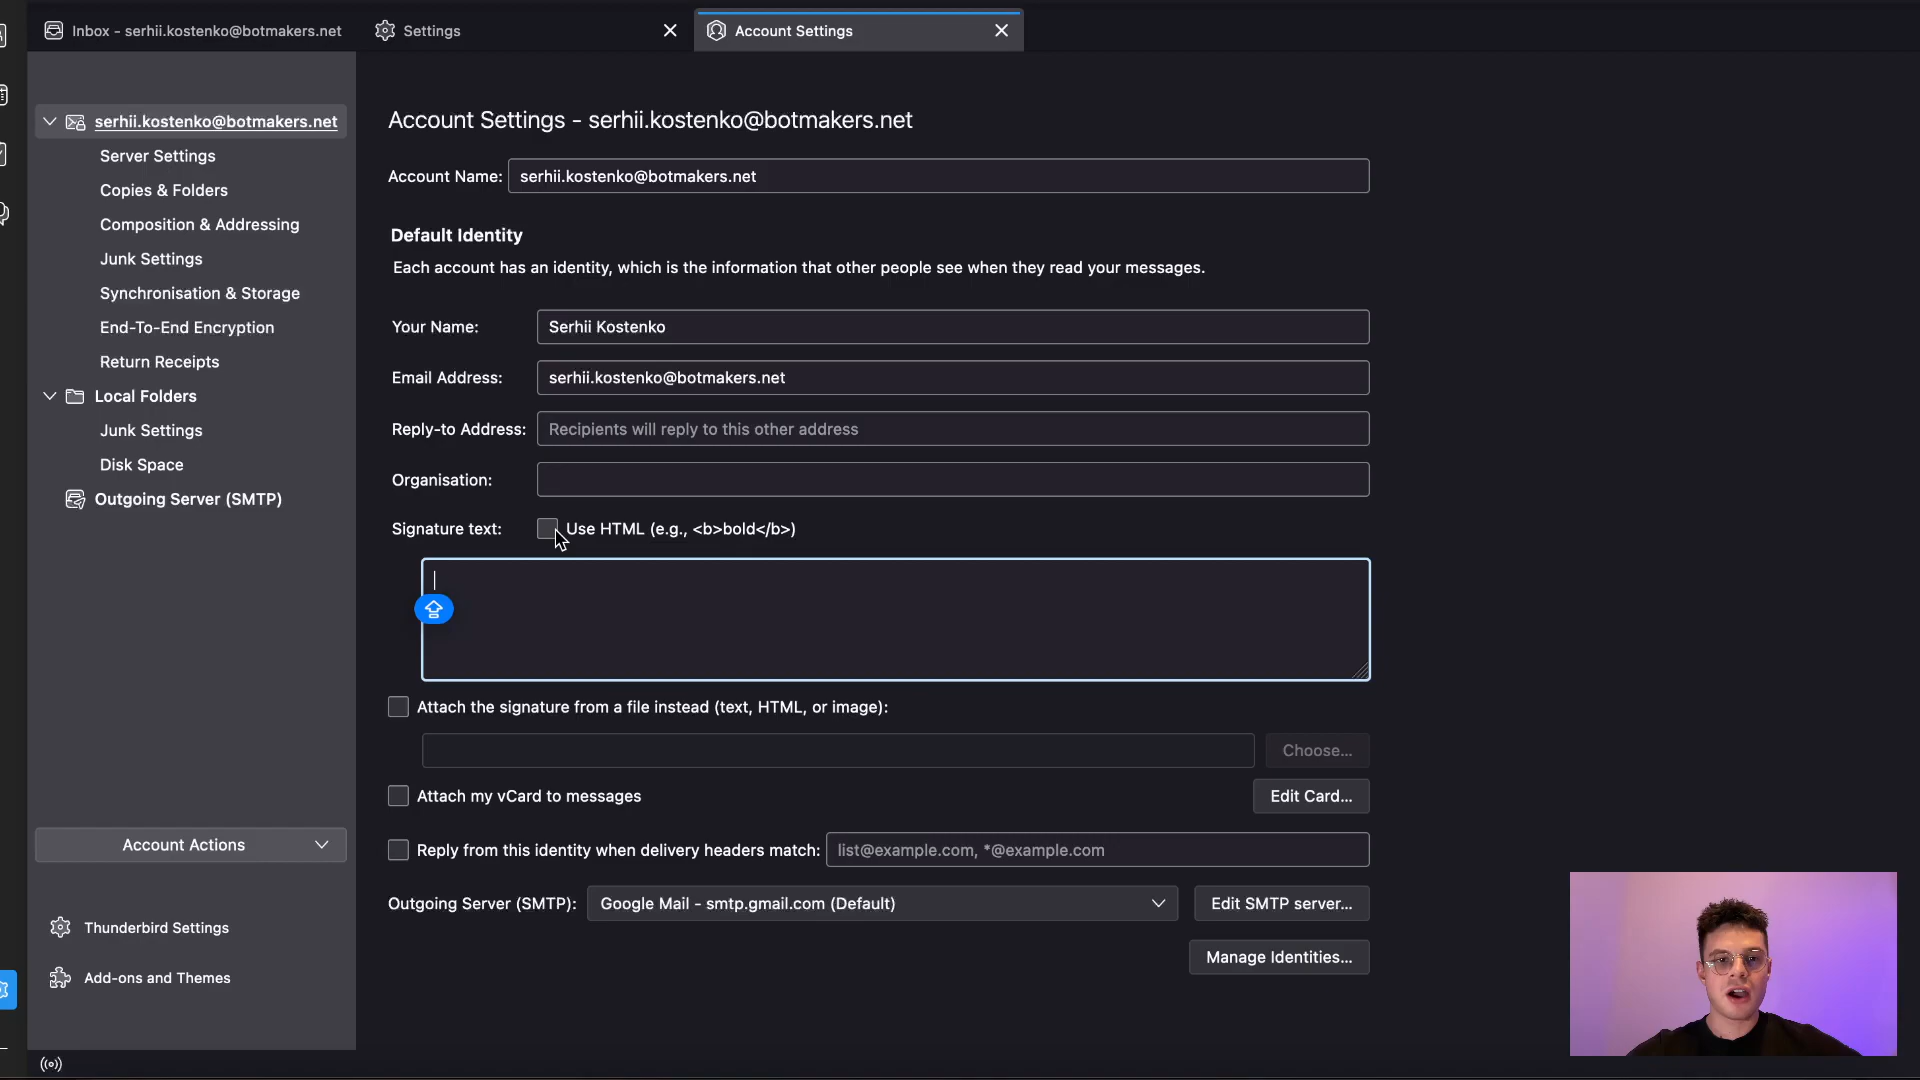 Inbox - serhii.kostenko@botmakers.net
Settings
Account Settings
serhii.kostenko@botmakers.net
Server Settings
Copies & Folders
Composition & Addressing
Junk Settings
Synchronisation & Storage
End-To-End Encryption
Return Receipts
Local Folders
Junk Settings
Disk Space
Outgoing Server (SMTP)
Account Actions
Thunderbird Settings
Add-ons and Themes
Account Settings - serhii.kostenko@botmakers.net
Account Name: serhii.kostenko@botmakers.net
Default Identity
Each account has an identity, which is the information that other people see when they read your messages.
Your Name: Serhii Kostenko
Email Address: serhii.kostenko@botmakers.net
Reply-to Address: Recipients will reply to this other address
Organisation:
Signature text: Use HTML (e.g., <b>bold</b>)
Attach the signature from a file instead (text, HTML, or image):
Choose...
Attach my vCard to messages Edit Card...
Reply from this identity when delivery headers match: list@example.com, *@example.com
Outgoing Server (SMTP): Google Mail - smtp.gmail.com (Default) Edit SMTP server...
Manage Identities...